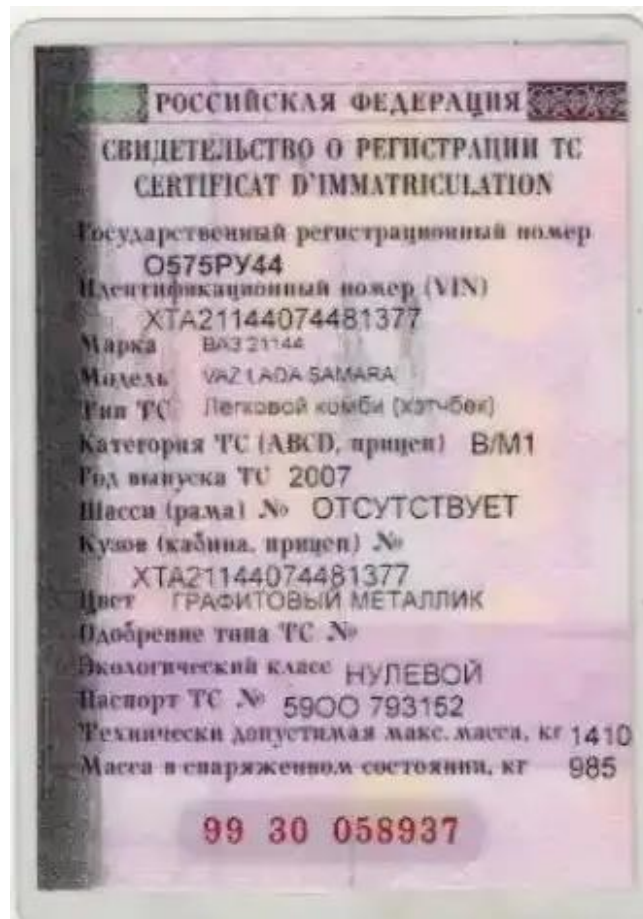 РОССИЙСКАЯ ФЕДЕРАЦИЯ
СВИДЕТЕЛЬСТВО О РЕГИСТРАЦИИ ТС
CERTIFICAT D'IMMATRICULATION
Государственный регистрационный номер
О575РУ44
Идентификационный номер (VIN)
XTA21144074481377
Марка ВАЗ 21144
Модель VAZ LADA SAMARA
Тип ТС Легковой комби (хэтчбек)
Категория ТС (ABCD, прицеп) B/M1
Год выпуска ТС 2007
Шасси (рама) № ОТСУТСТВУЕТ
Кузов (кабина, прицеп) №
XTA21144074481377
Цвет ГРАФИТОВЫЙ МЕТАЛЛИК
Одобрение типа ТС №
Экологический класс НУЛЕВОЙ
Паспорт ТС № 59ОО 793152
Технически допустимая макс. масса, кг 1410
Масса в снаряженном состоянии, кг 985
99 30 058937